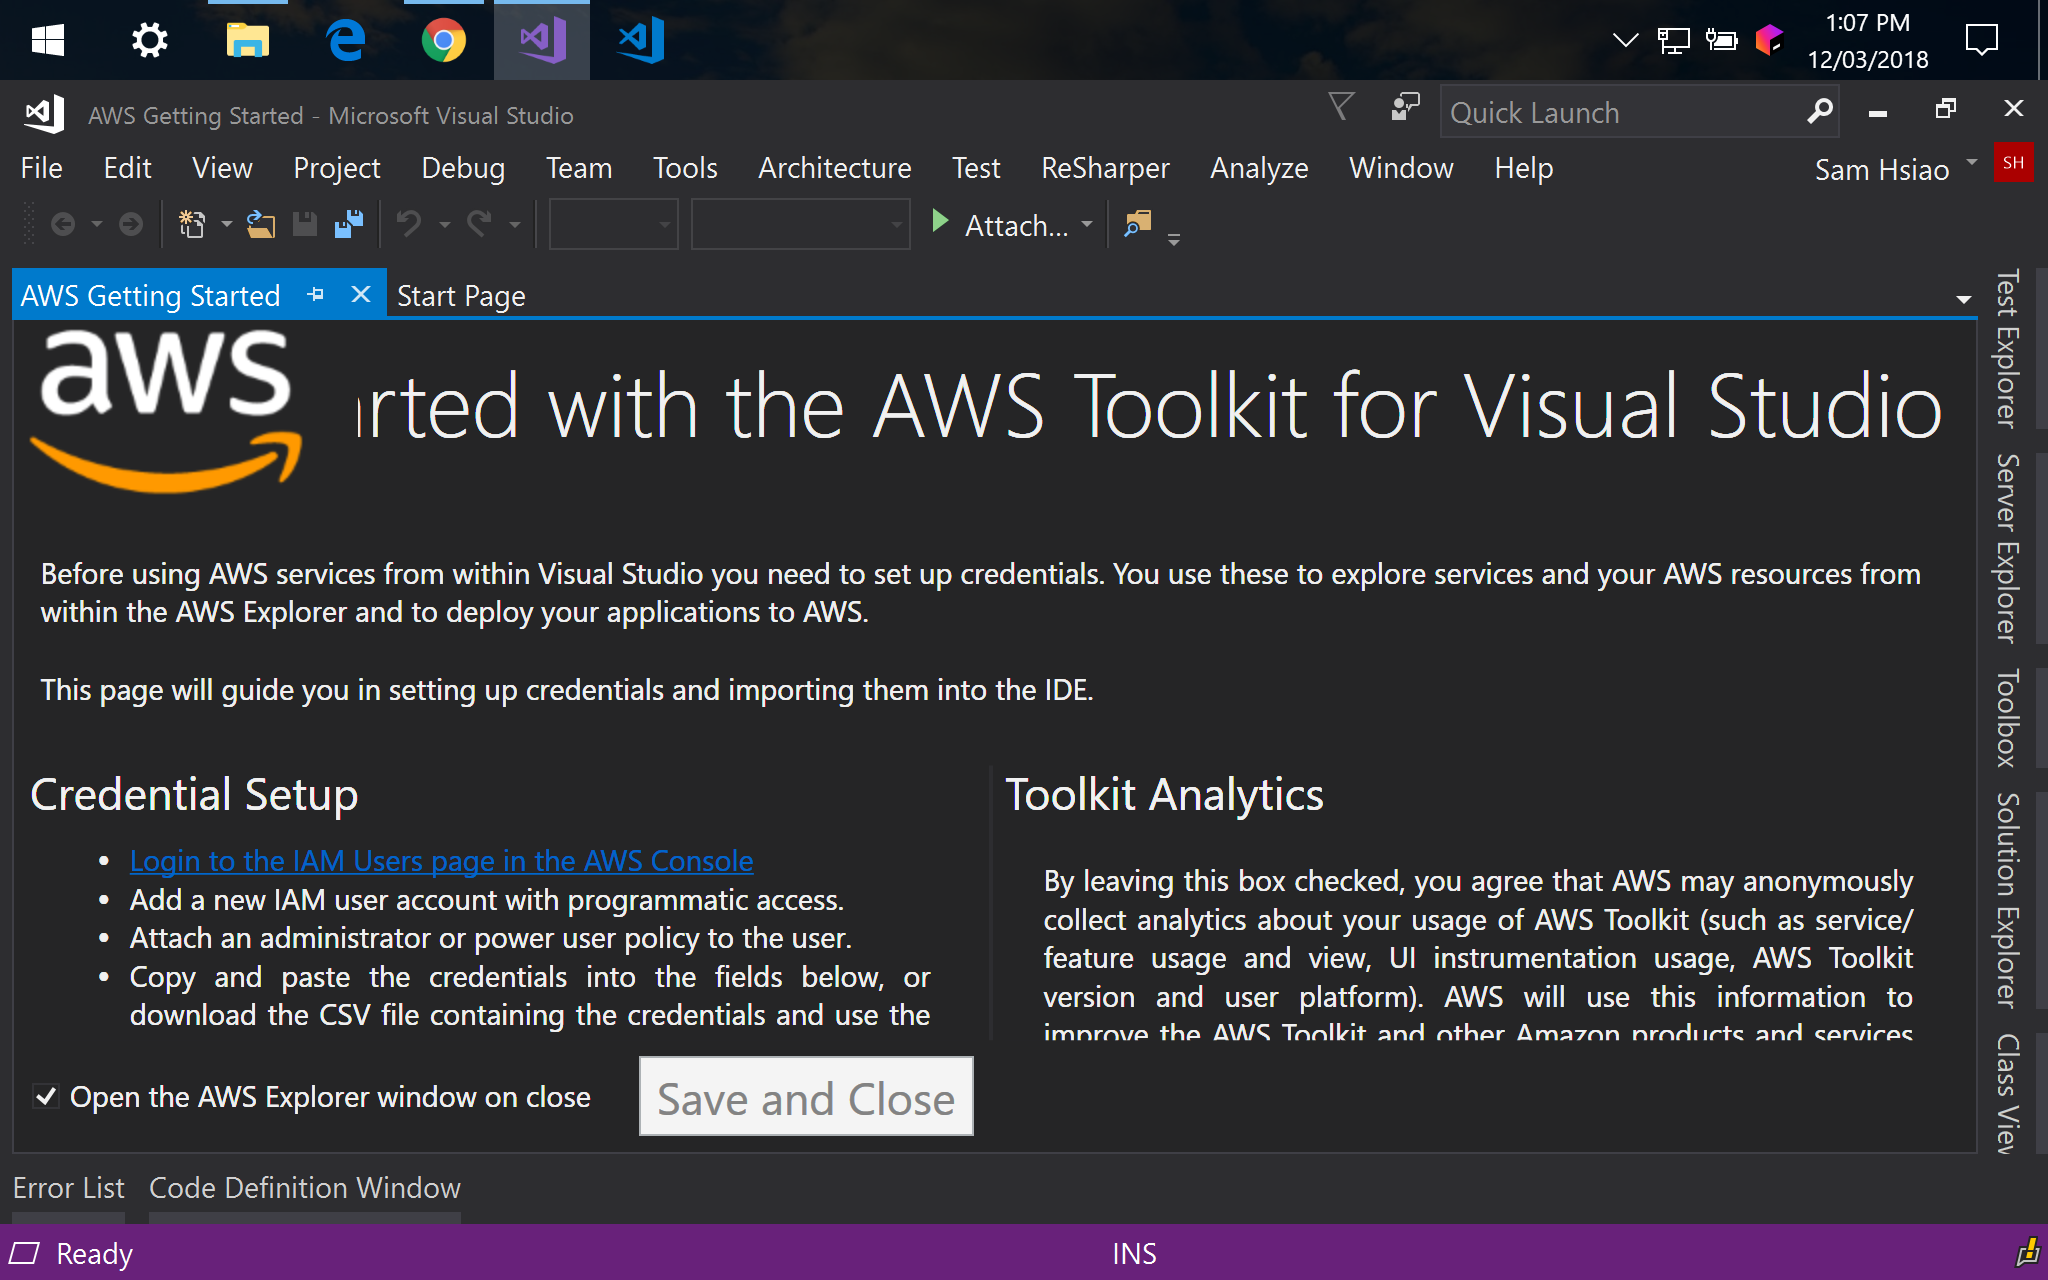 1:07 PM
12/03/2018
AWS Getting Started - Microsoft Visual Studio
Quick Launch
File Edit View Project Debug Team Tools Architecture Test ReSharper Analyze Window Help
Sam Hsiao
SH
Attach...
AWS Getting Started
Start Page
aws
rted with the AWS Toolkit for Visual Studio
Before using AWS services from within Visual Studio you need to set up credentials. You use these to explore services and your AWS resources from
within the AWS Explorer and to deploy your applications to AWS.
This page will guide you in setting up credentials and importing them into the IDE.
Credential Setup
• Login to the IAM Users page in the AWS Console
• Add a new IAM user account with programmatic access.
• Attach an administrator or power user policy to the user.
• Copy and paste the credentials into the fields below, or
download the CSV file containing the credentials and use the
Open the AWS Explorer window on close
Save and Close
Toolkit Analytics
By leaving this box checked, you agree that AWS may anonymously
collect analytics about your usage of AWS Toolkit (such as service/
feature usage and view, UI instrumentation usage, AWS Toolkit
version and user platform). AWS will use this information to
improve the AWS Toolkit and other Amazon products and services
Test Explorer
Server Explorer
Toolbox
Solution Explorer
Class View
Error List
Code Definition Window
Ready
INS